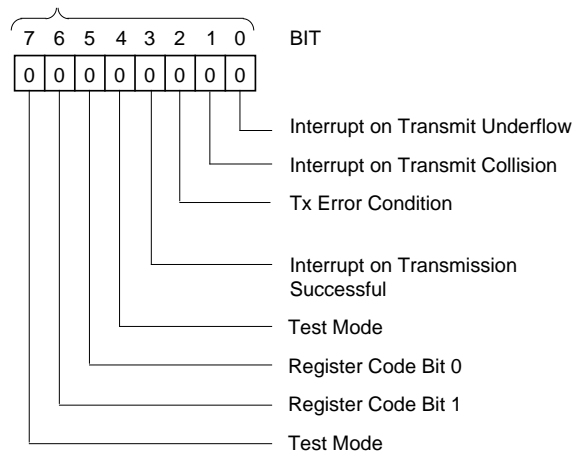 7 6 5 4 3 2 1 0 BIT
0 0 0 0 0 0 0 0
Interrupt on Transmit Underflow
Interrupt on Transmit Collision
Tx Error Condition
Interrupt on Transmission
Successful
Test Mode
Register Code Bit 0
Register Code Bit 1
Test Mode